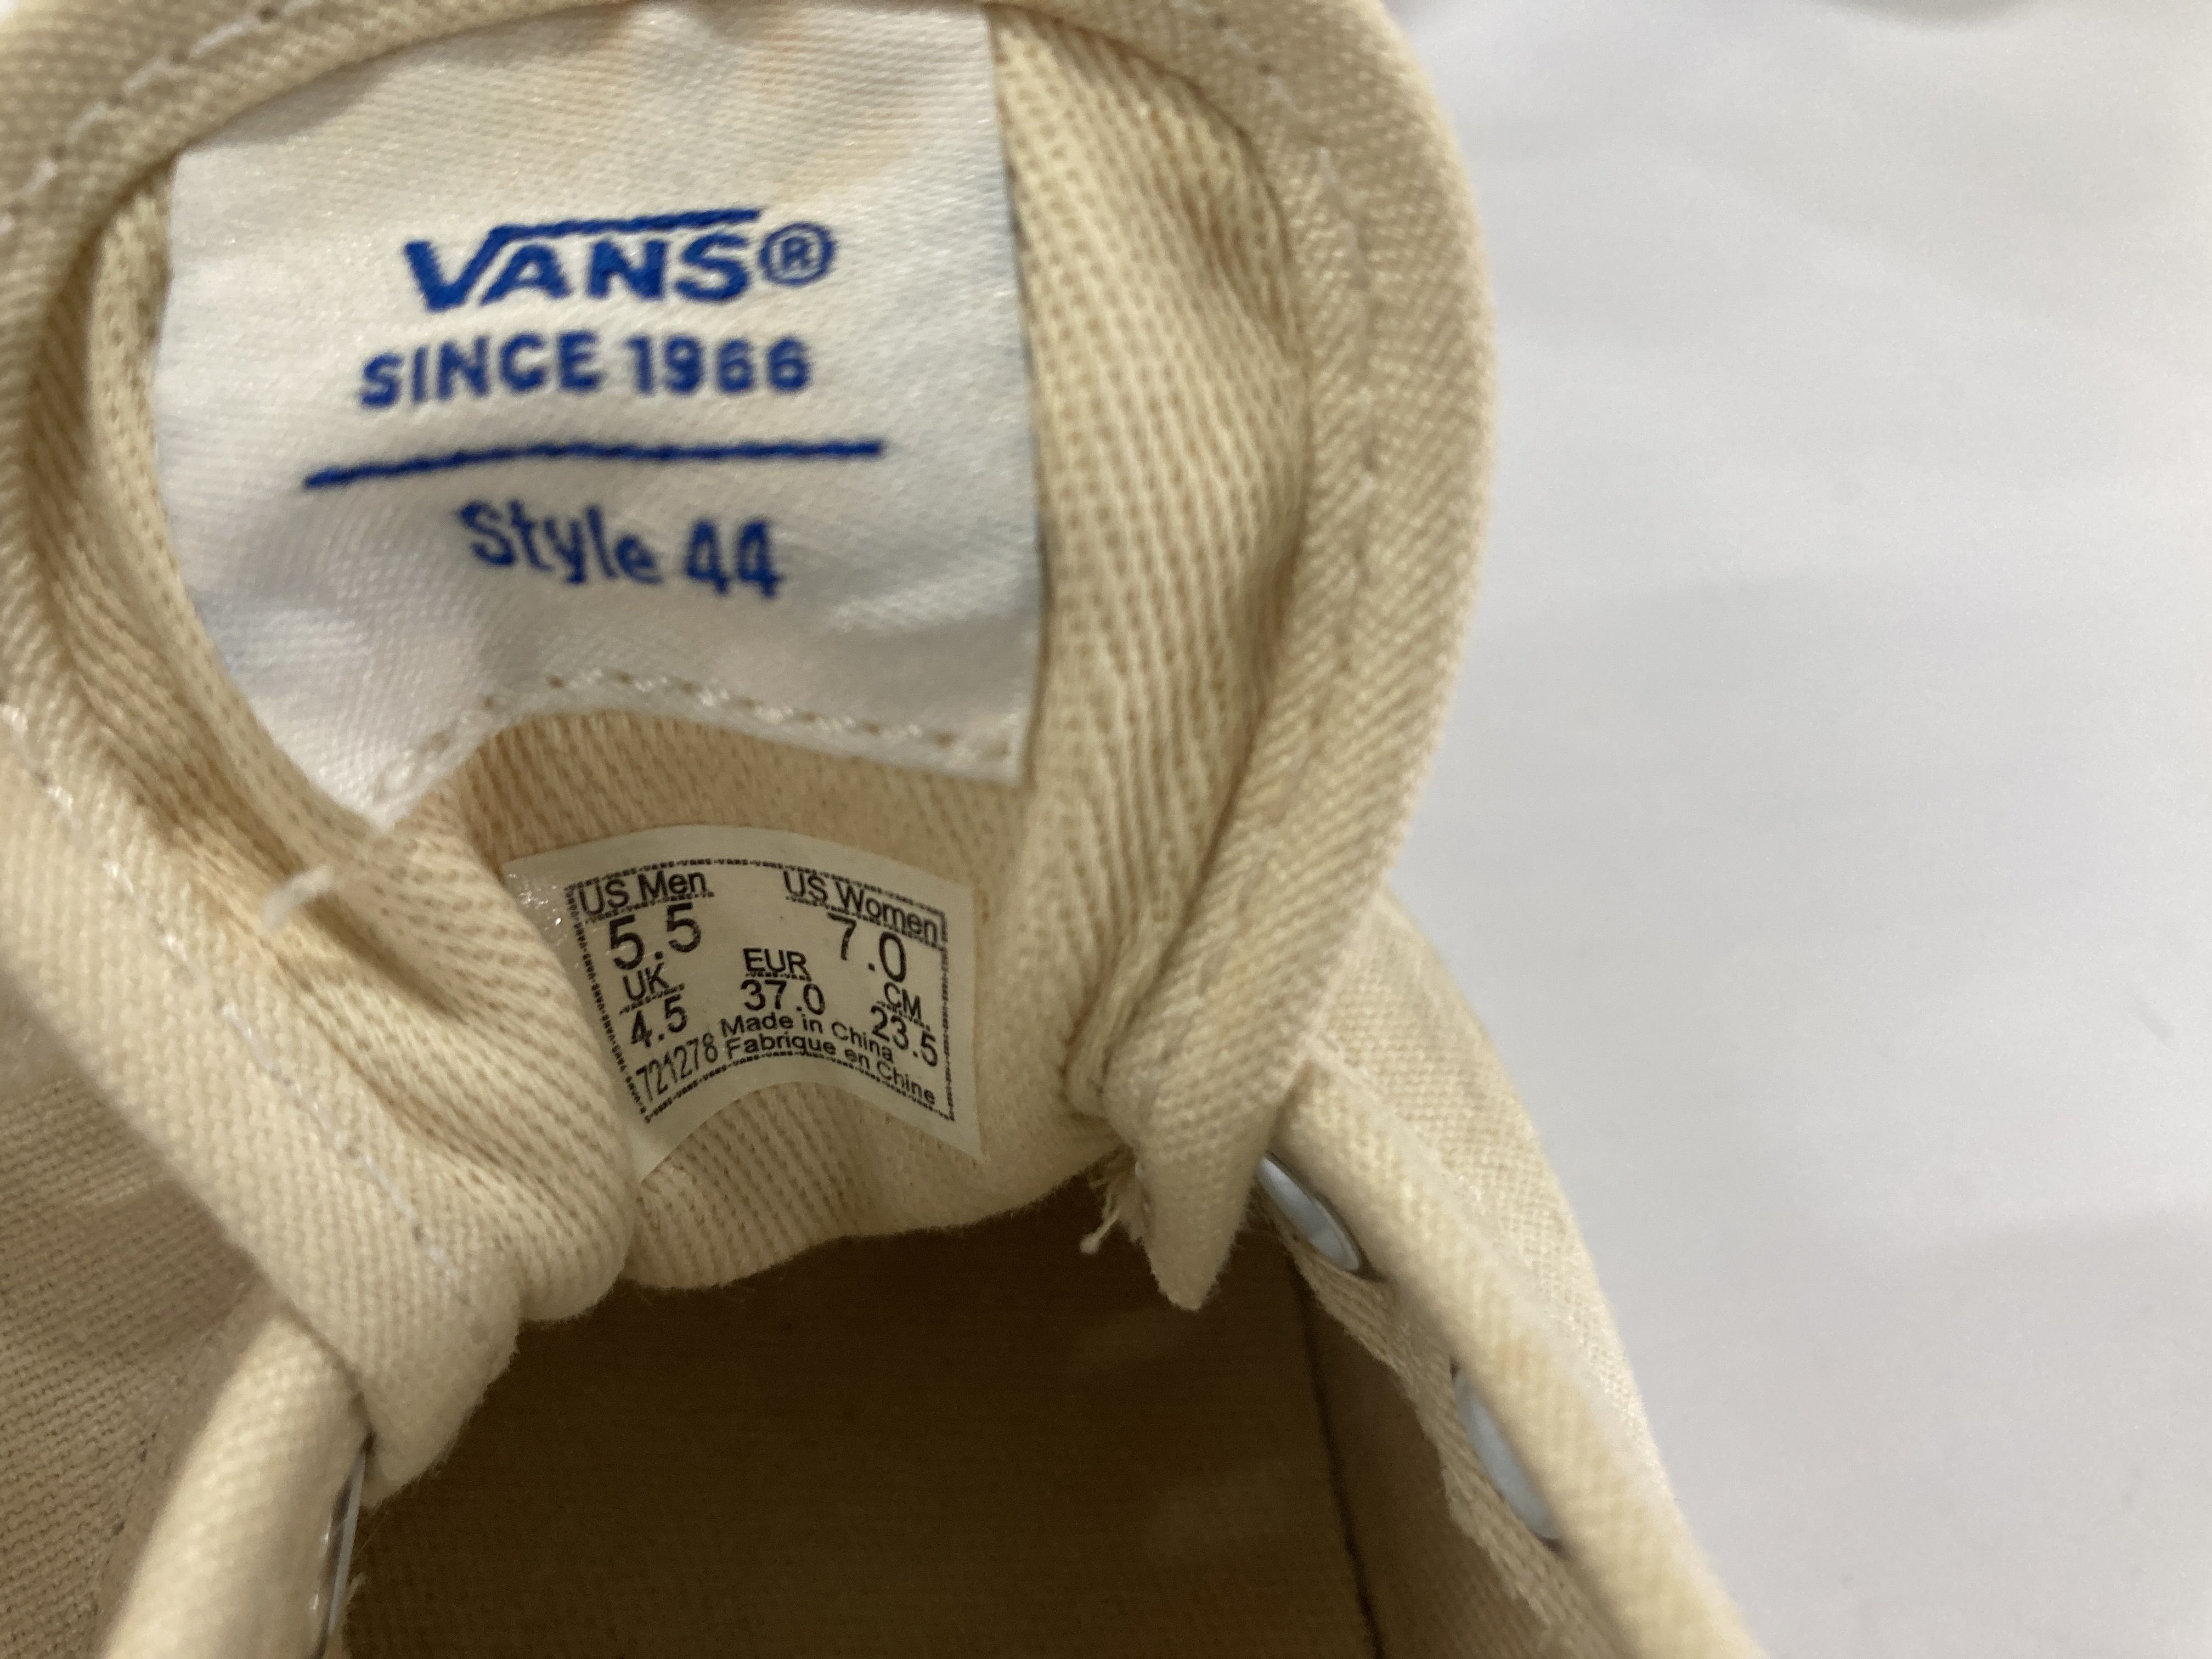 VANS®
SINCE 1966
Style 44
US Men US Women
5.5 7.0
UK EUR CM
4.5 37.0 23.5
Made in China
721278 Fabrique en Chine